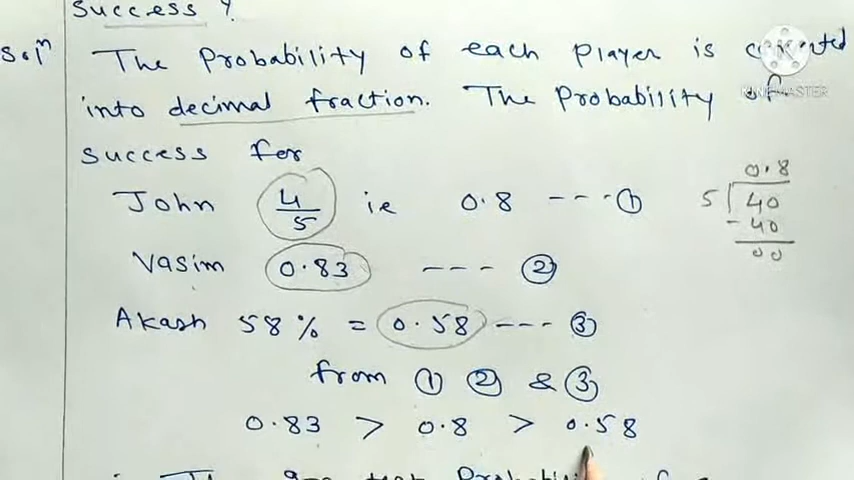 Success ?
Soln The Probability of each player is converted
into decimal fraction. The Probability of
KINEMASTER
Success for
John 4/5 ie 0.8 --- ①
0.8
5 40
- 40
00
Vasim 0.83 --- ②
Akash 58 % = 0.58 --- ③
from ① ② & ③
0.83 > 0.8 > 0.58